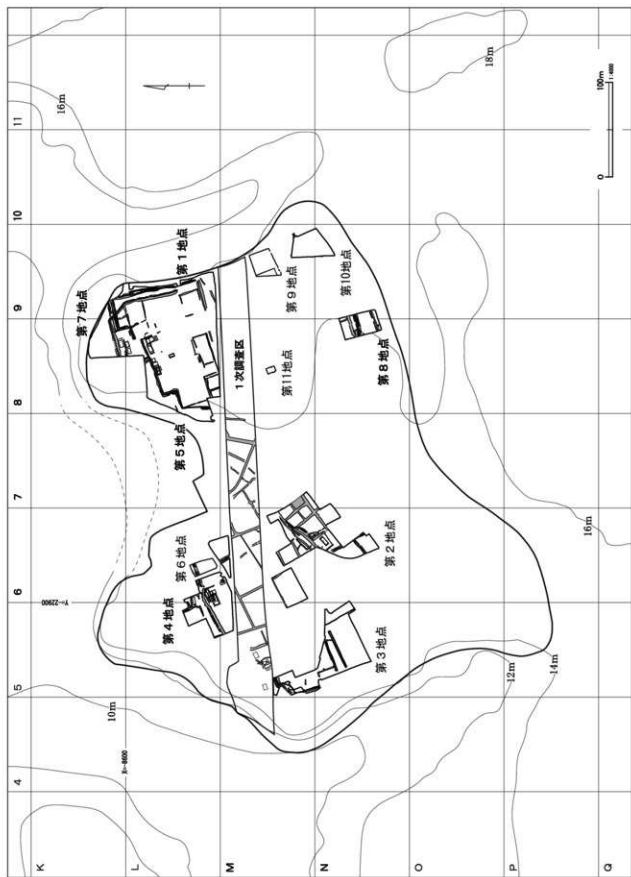 K
L
M
N
O
P
Q
4
5
6
7
8
9
10
11
16m
18m
16m
14m
12m
10m
Y=-22900
第7地点
第1地点
第5地点
第6地点
第4地点
1次調査区
第11地点
第9地点
第10地点
第8地点
第2地点
第3地点
0
100m